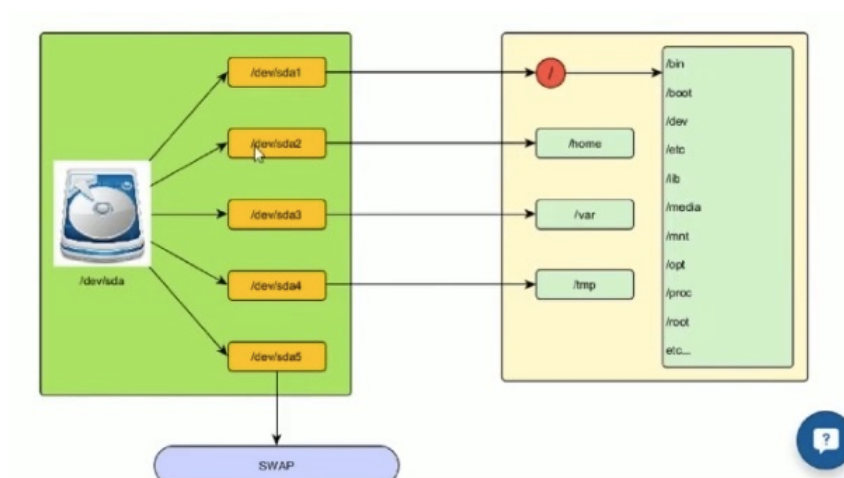 /dev/sda1
/dev/sda2
/dev/sda3
/dev/sda4
/dev/sda5
/dev/sda
SWAP
/
/home
/var
/tmp
/bin
/boot
/dev
/etc
/lib
/media
/mnt
/opt
/proc
/root
etc...
?